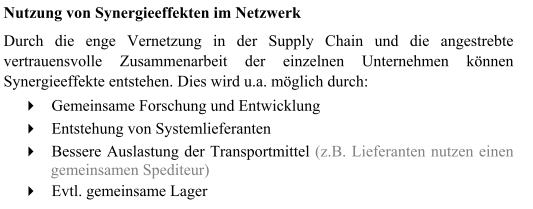 Nutzung von Synergieeffekten im Netzwerk
Durch die enge Vernetzung in der Supply Chain und die angestrebte
vertrauensvolle Zusammenarbeit der einzelnen Unternehmen können
Synergieeffekte entstehen. Dies wird u.a. möglich durch:
Gemeinsame Forschung und Entwicklung
Entstehung von Systemlieferanten
Bessere Auslastung der Transportmittel (z.B. Lieferanten nutzen einen
gemeinsamen Spediteur)
Evtl. gemeinsame Lager